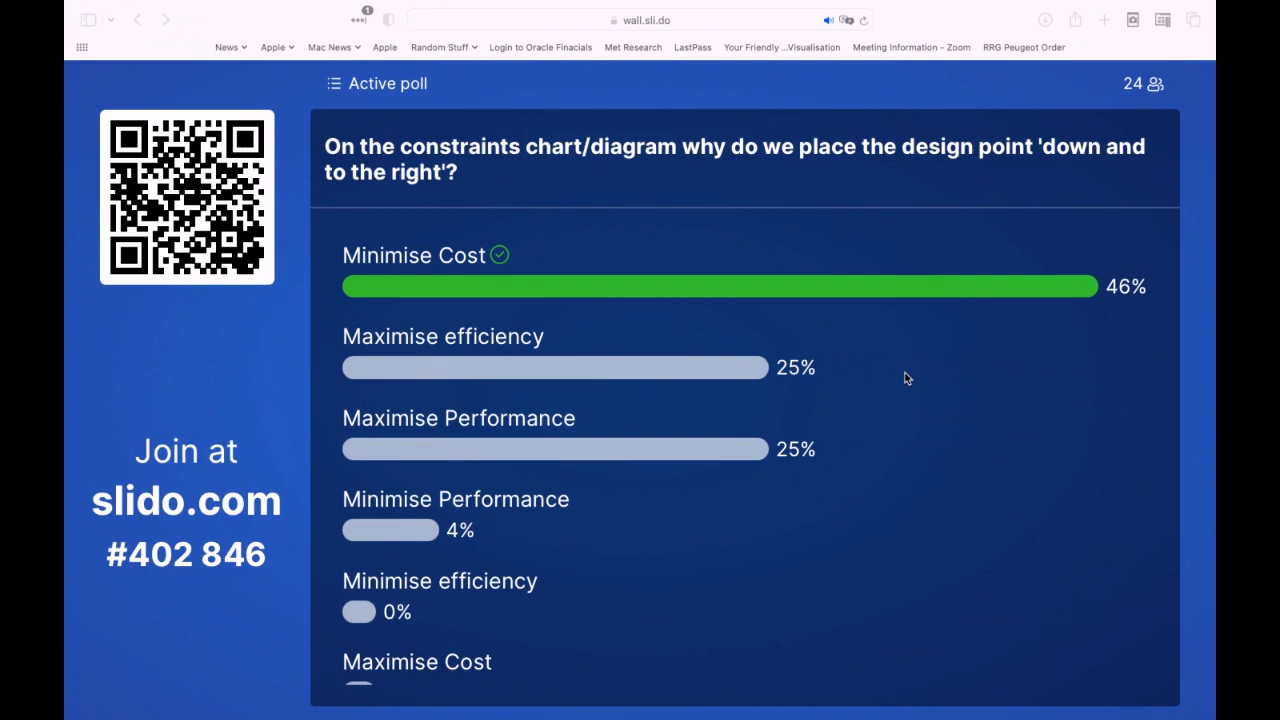 1
wall.sli.do
News Apple Mac News Apple Random Stuff Login to Oracle Finacials Met Research LastPass Your Friendly ...Visualisation Meeting Information - Zoom RRG Peugeot Order
Active poll
24
On the constraints chart/diagram why do we place the design point 'down and
to the right'?
Minimise Cost
46%
Maximise efficiency
25%
Maximise Performance
25%
Minimise Performance
4%
Minimise efficiency
0%
Maximise Cost
Join at
slido.com
#402 846